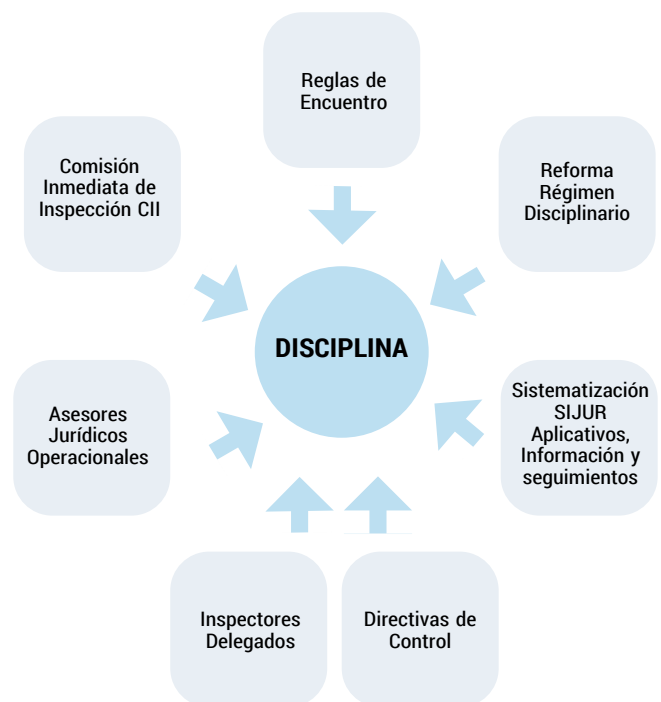 Reglas de
Encuentro
Comisión
Inmediata de
Inspección CII
Reforma
Régimen
Disciplinario
DISCIPLINA
Asesores
Jurídicos
Operacionales
Sistematización
SIJUR
Aplicativos,
Información y
seguimientos
Inspectores
Delegados
Directivas de
Control